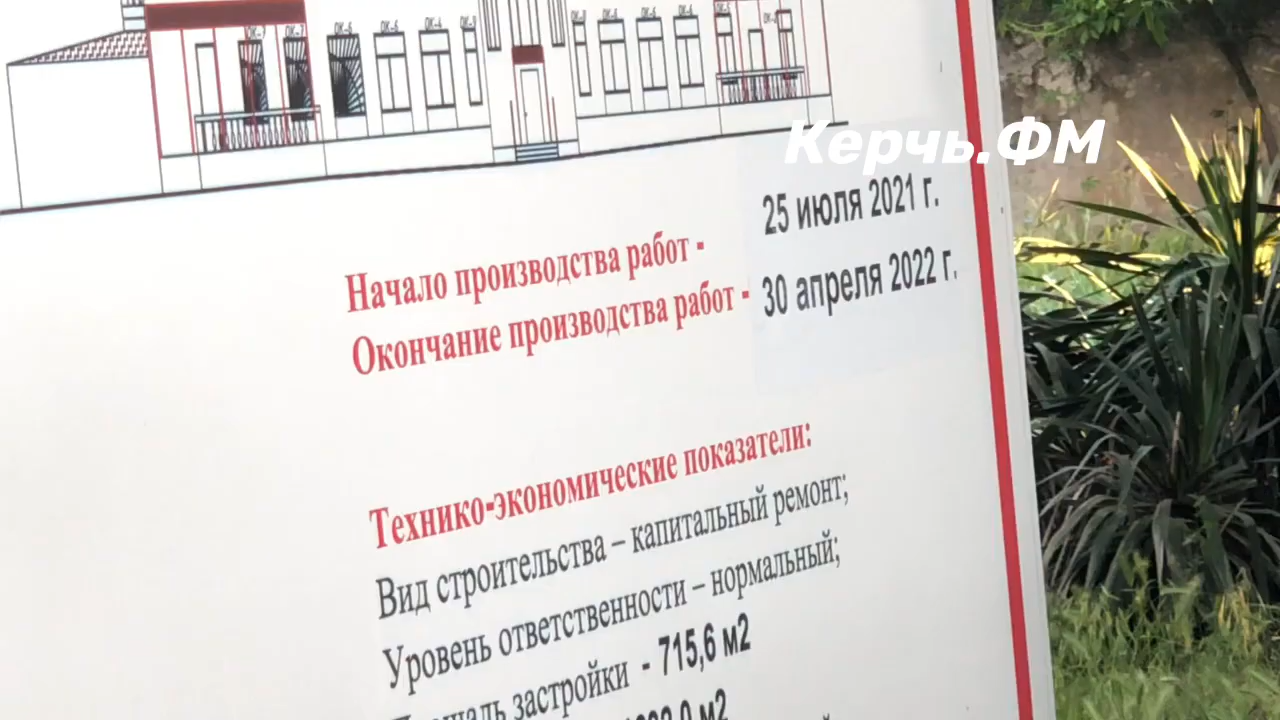 Керчь.ФМ
Начало производства работ - 25 июля 2021 г.
Окончание производства работ - 30 апреля 2022 г.
Технико-экономические показатели:
Вид строительства – капитальный ремонт;
Уровень ответственности – нормальный;
застройки - 715,6 м2
м2